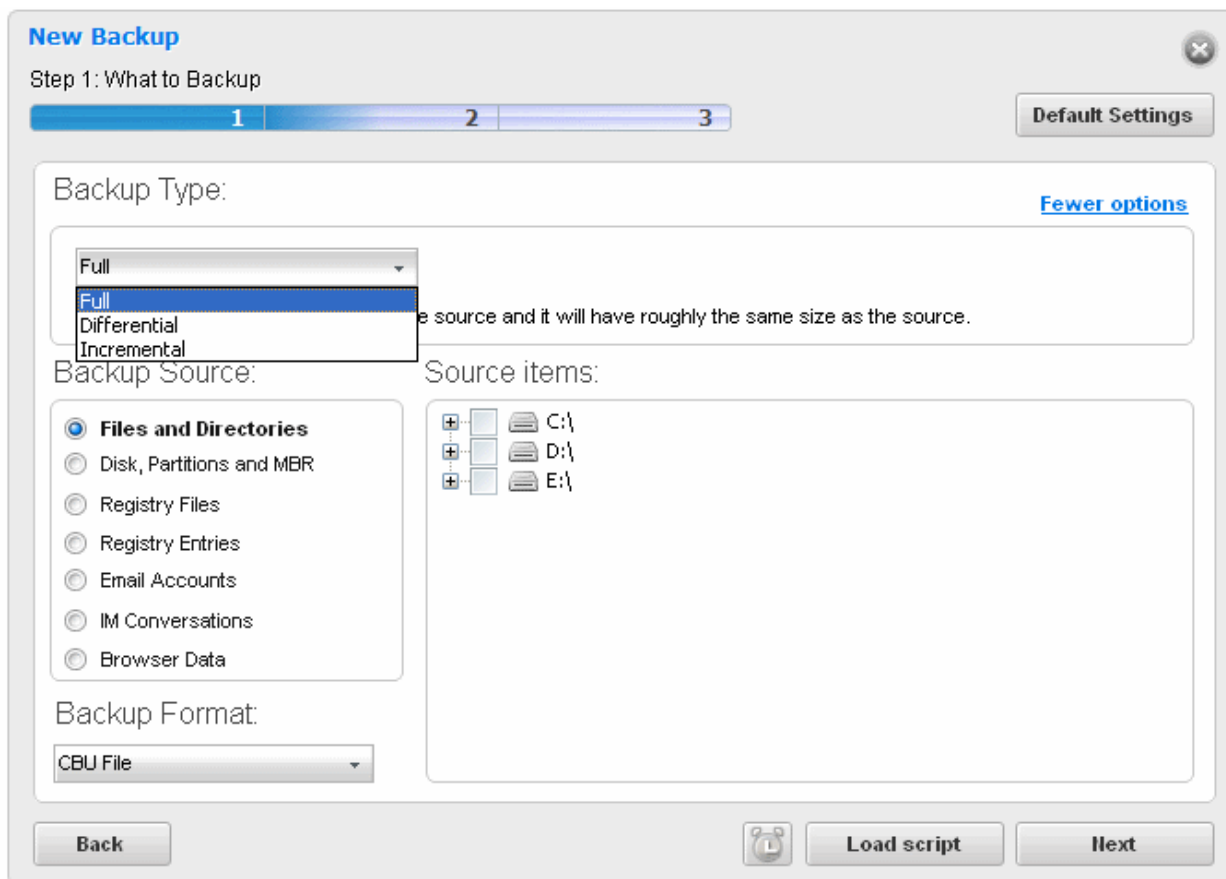 New Backup
Step 1: What to Backup
1 2 3
Default Settings
Backup Type:
Fewer options
Full
Full
Differential
Incremental
source and it will have roughly the same size as the source.
Backup Source:
Source items:
Files and Directories
Disk, Partitions and MBR
Registry Files
Registry Entries
Email Accounts
IM Conversations
Browser Data
C:\
D:\
E:\
Backup Format:
CBU File
Back
Load script
Next